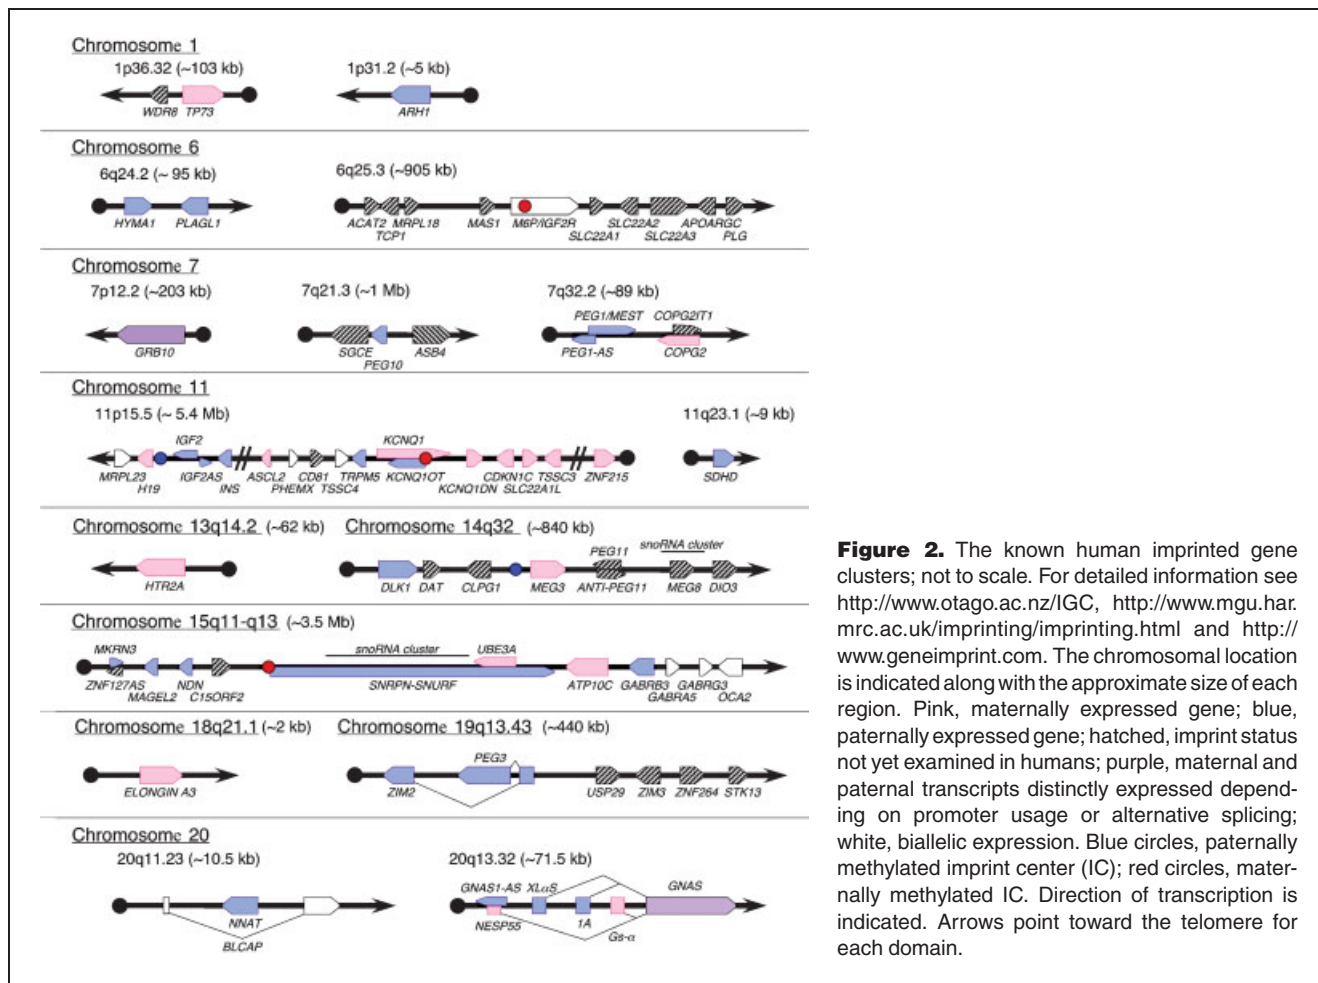 Chromosome 1
1p36.32 (~103 kb)
1p31.2 (~5 kb)
WDR8 TP73
ARH1
Chromosome 6
6q24.2 (~ 95 kb)
6q25.3 (~905 kb)
HYMA1 PLAGL1
ACAT2 MRPL18 MAS1 M6P/IGF2R SLC22A2 APOARGC
TCP1 SLC22A1 SLC22A3 PLG
Chromosome 7
7p12.2 (~203 kb)
7q21.3 (~1 Mb)
7q32.2 (~89 kb)
PEG1/MEST COPG2IT1
GRB10
SGCE ASB4
PEG10
PEG1-AS COPG2
Chromosome 11
11p15.5 (~ 5.4 Mb)
11q23.1 (~9 kb)
IGF2 KCNQ1
MRPL23 IGF2AS ASCL2 CD81 TRPM5 KCNQ1OT CDKN1C TSSC3 ZNF215
H19 INS PHEMX TSSC4 KCNQ1DN SLC22A1L
SDHD
Chromosome 13q14.2 (~62 kb)
Chromosome 14q32 (~840 kb)
snoRNA cluster
PEG11
HTR2A
DLK1 DAT CLPG1 MEG3 ANTI-PEG11 MEG8 DIO3
Chromosome 15q11-q13 (~3.5 Mb)
MKRN3 snoRNA cluster UBE3A
ZNF127AS NDN SNRPN-SNURF ATP10C GABRB3 GABRG3
MAGEL2 C15ORF2 GABRA5 OCA2
Chromosome 18q21.1 (~2 kb)
Chromosome 19q13.43 (~440 kb)
PEG3
ELONGIN A3
ZIM2 USP29 ZIM3 ZNF264 STK13
Chromosome 20
20q11.23 (~10.5 kb)
20q13.32 (~71.5 kb)
GNAS1-AS XLαS GNAS
NNAT
BLCAP
NESP55 1A Gs-α
Figure 2. The known human imprinted gene
clusters; not to scale. For detailed information see
http://www.otago.ac.nz/IGC, http://www.mgu.har.
mrc.ac.uk/imprinting/imprinting.html and http://
www.geneimprint.com. The chromosomal location
is indicated along with the approximate size of each
region. Pink, maternally expressed gene; blue,
paternally expressed gene; hatched, imprint status
not yet examined in humans; purple, maternal and
paternal transcripts distinctly expressed depend-
ing on promoter usage or alternative splicing;
white, biallelic expression. Blue circles, paternally
methylated imprint center (IC); red circles, mater-
nally methylated IC. Direction of transcription is
indicated. Arrows point toward the telomere for
each domain.